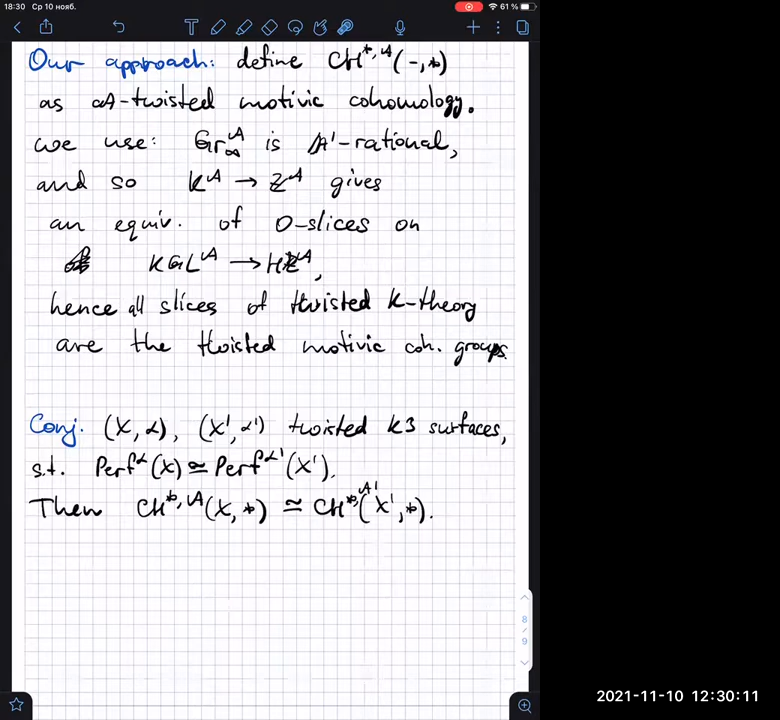 18:30 Ср 10 нояб.
61 %
Our approach: define CH*,𝒜(-,*)
as 𝒜-twisted motivic cohomology.
we use: Gr∞^𝒜 is 𝔸¹-rational,
and so K^𝒜 → ℤ^𝒜 gives
an equiv. of 0-slices on
KGL^𝒜 → Hℤ^𝒜,
hence all slices of twisted K-theory
are the twisted motivic coh. groups.
Conj. (X, α), (X', α') twisted K3 surfaces,
s.t. Perf^α(X) ≃ Perf^α'(X').
Then CH*,𝒜(X, *) ≃ CH*,𝒜'(X', *).
8
/
9
2021-11-10 12:30:11